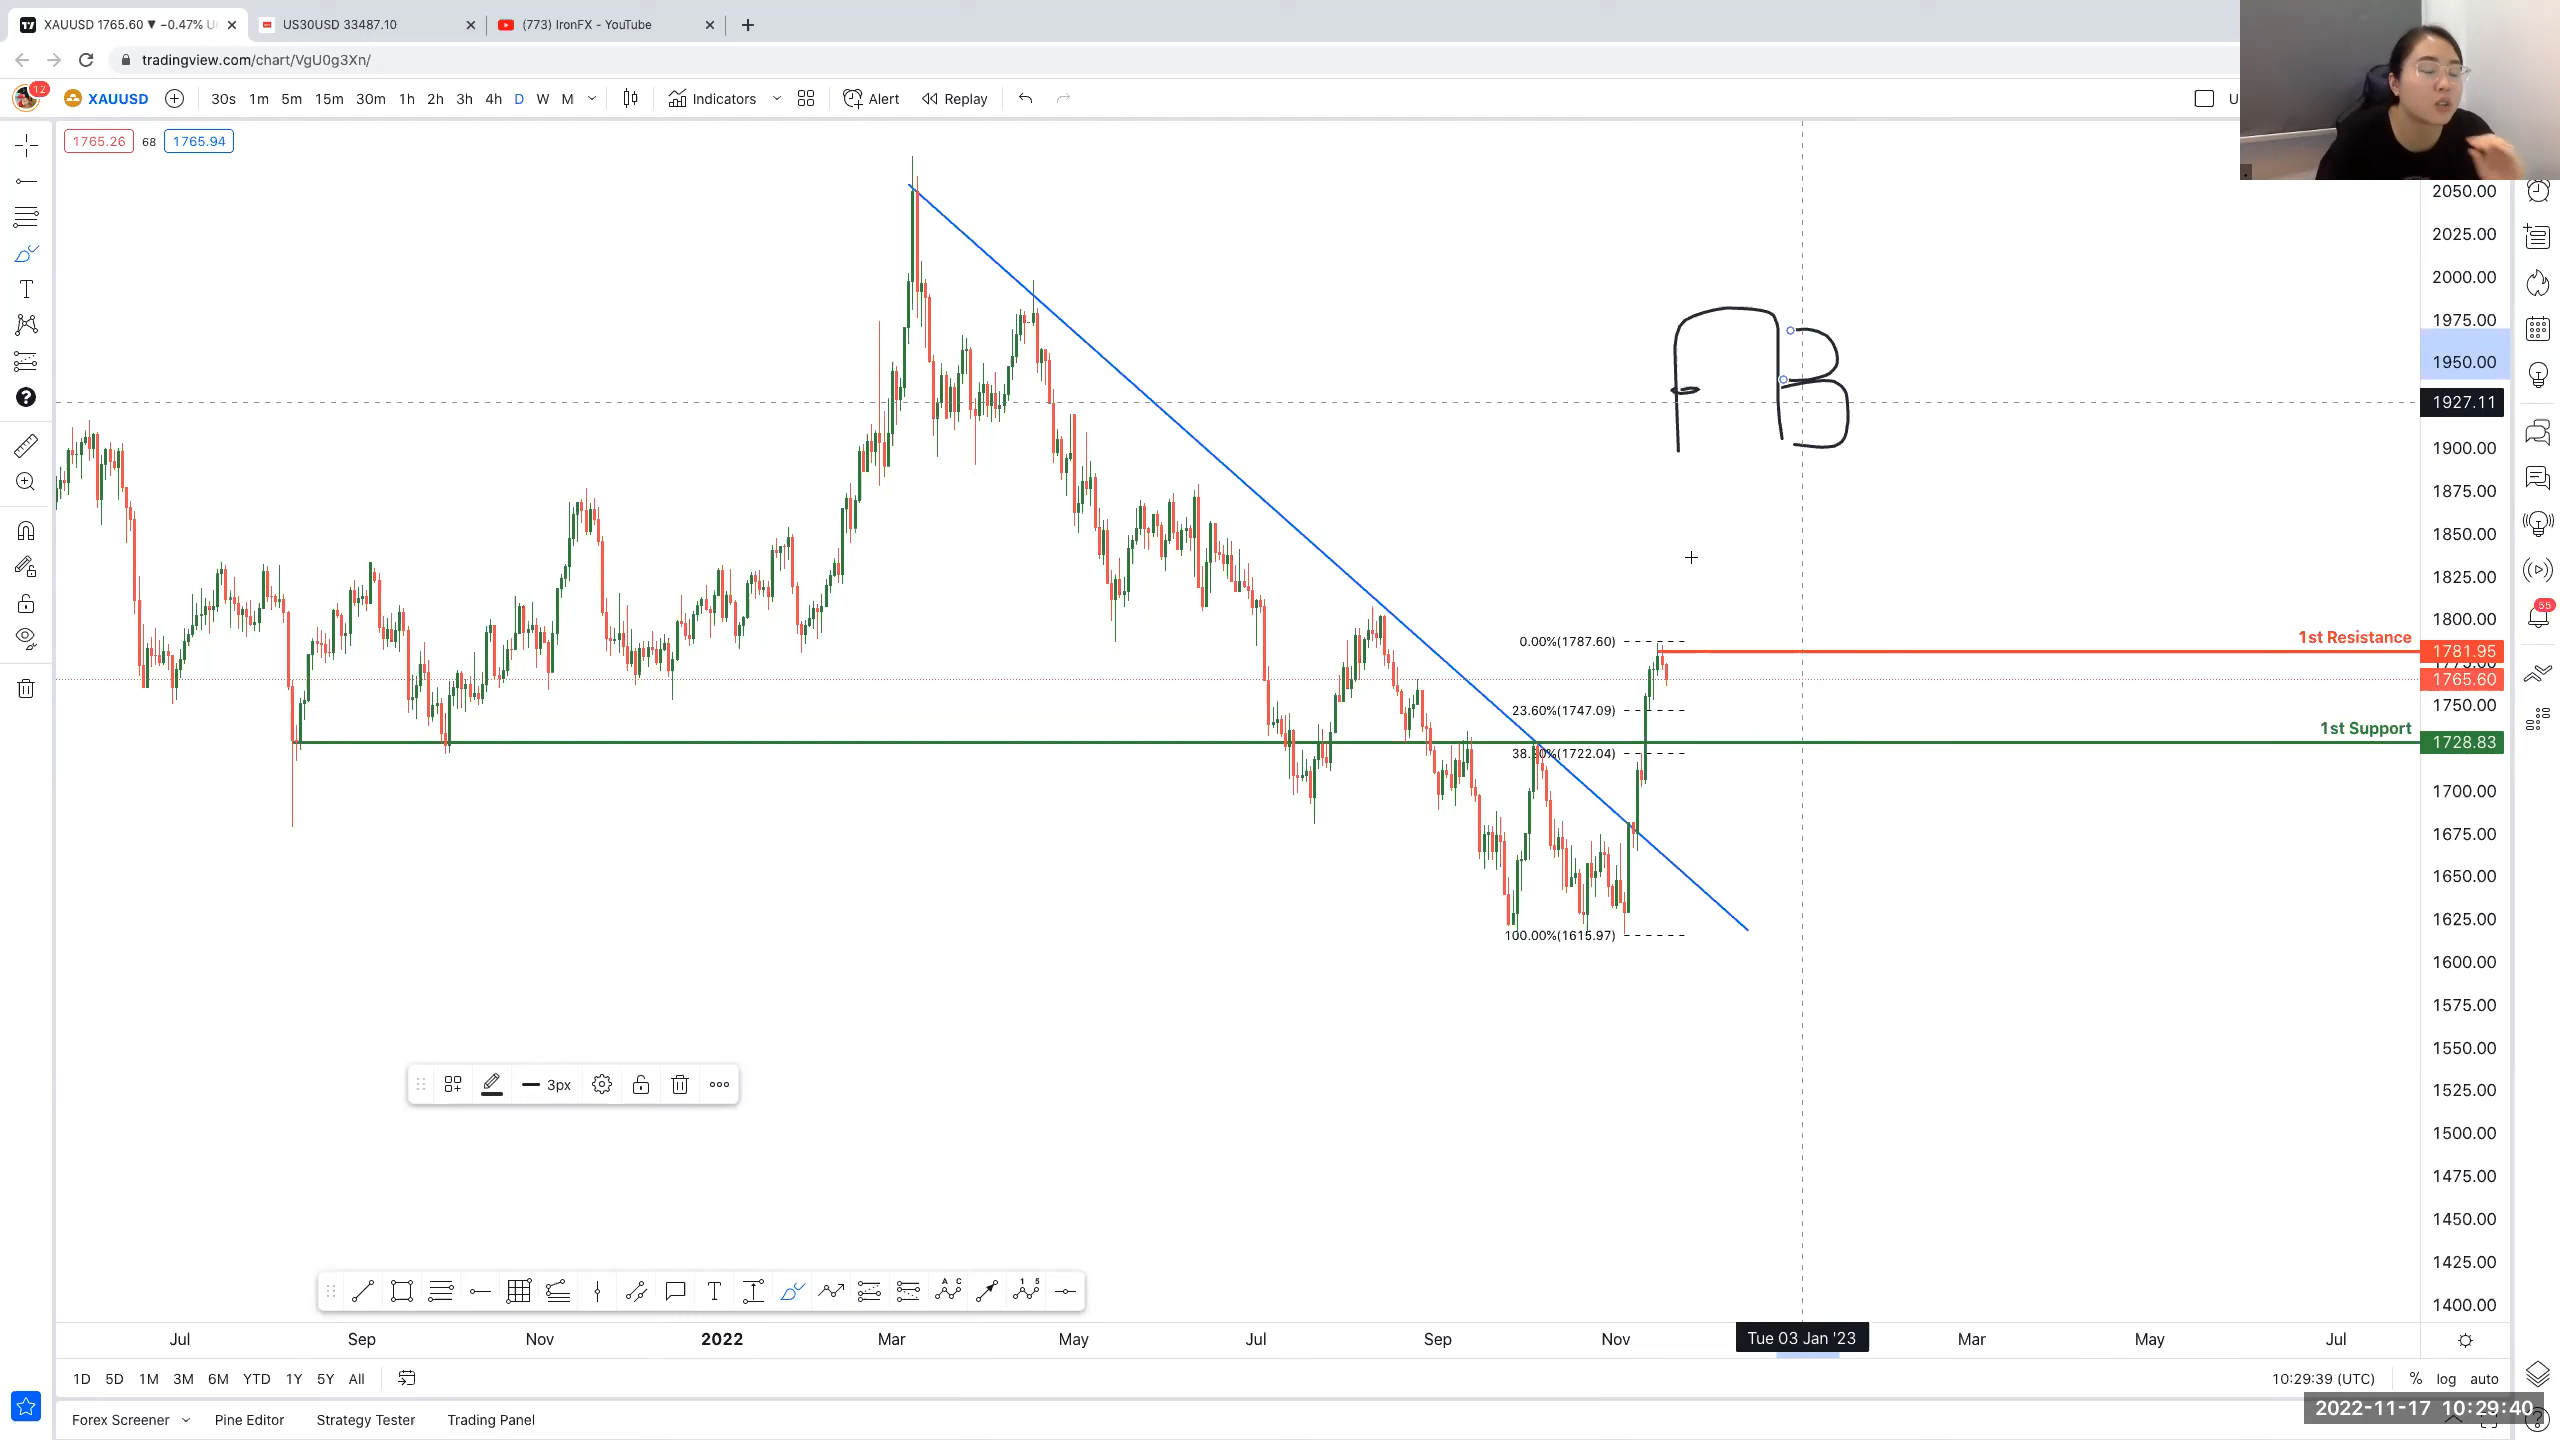 XAUUSD 1765.60 ▼ −0.47% U
US30USD 33487.10
(773) IronFX - YouTube
tradingview.com/chart/VgU0g3Xn/
12
XAUUSD
30s 1m 5m 15m 30m 1h 2h 3h 4h D W M
Indicators
Alert
Replay
U
1765.26 68 1765.94
2050.00
2025.00
2000.00
1975.00
1950.00
1927.11
1900.00
1875.00
1850.00
1825.00
1800.00
1st Resistance 1781.95
1775.00
1765.60
1750.00
1st Support 1728.83
1700.00
1675.00
1650.00
1625.00
1600.00
1575.00
1550.00
1525.00
1500.00
1475.00
1450.00
1425.00
1400.00
55
0.00%(1787.60)
23.60%(1747.09)
(1722.04)
100.00%(1615.97)
3px
A C
1 5
Jul Sep Nov 2022 Mar May Jul Sep Nov Tue 03 Jan '23 Mar May Jul
1D 5D 1M 3M 6M YTD 1Y 5Y All
10:29:39 (UTC) % log auto
Forex Screener Pine Editor Strategy Tester Trading Panel
2022-11-17 10:29:40